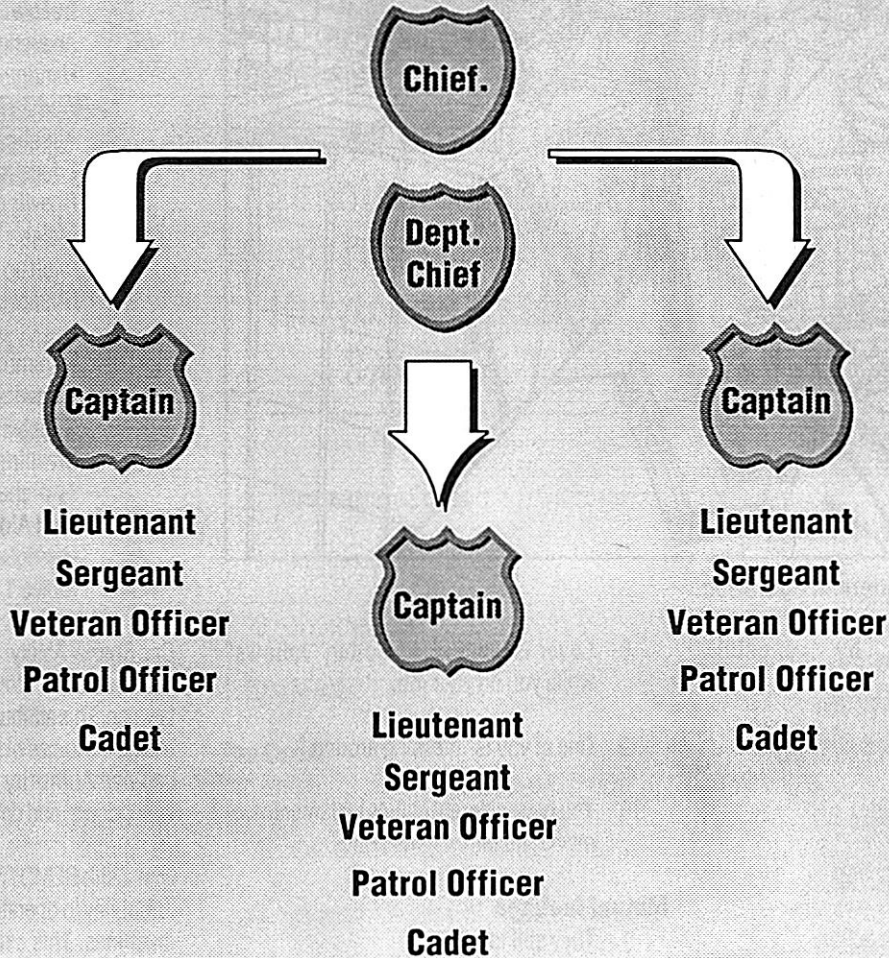 Chief.
Dept.
Chief
Captain
Lieutenant
Sergeant
Veteran Officer
Patrol Officer
Cadet
Captain
Lieutenant
Sergeant
Veteran Officer
Patrol Officer
Cadet
Captain
Lieutenant
Sergeant
Veteran Officer
Patrol Officer
Cadet